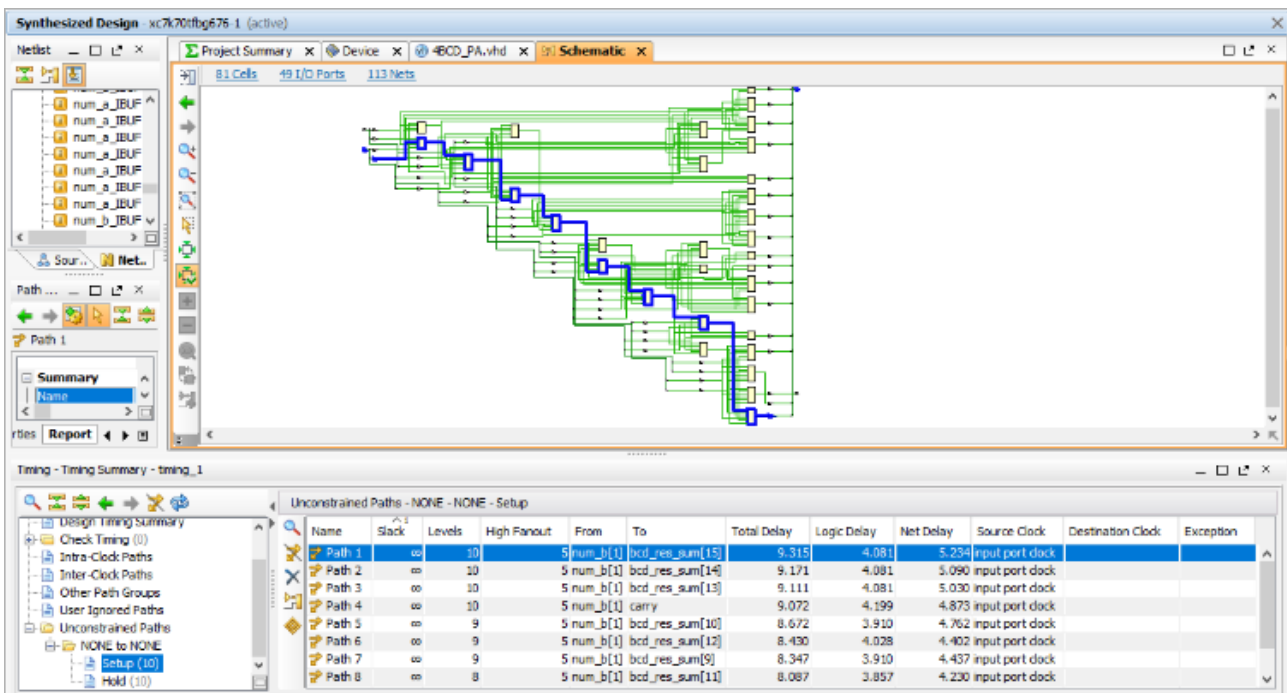 Synthesized Design - xc7k70tfbg676-1 (active)
Netlist
Project Summary
Device
4BCD_PA.vhd
Schematic
81 Cells 49 I/O Ports 113 Nets
num_a_IBUF
num_a_IBUF
num_a_IBUF
num_a_IBUF
num_a_IBUF
num_a_IBUF
num_a_IBUF
num_b_IBUF
Sour.. Net..
Path ...
Path 1
Summary
Name
rties Report
Timing - Timing Summary - timing_1
Design Timing Summary
Check Timing (0)
Intra-Clock Paths
Inter-Clock Paths
Other Path Groups
User Ignored Paths
Unconstrained Paths
NONE to NONE
Setup (10)
Hold (10)
Unconstrained Paths - NONE - NONE - Setup
Name Slack Levels High Fanout From To Total Delay Logic Delay Net Delay Source Clock Destination Clock Exception
Path 1 ∞ 10 5 num_b[1] bcd_res_sum[15] 9.315 4.081 5.234 input port clock
Path 2 ∞ 10 5 num_b[1] bcd_res_sum[14] 9.171 4.081 5.090 input port clock
Path 3 ∞ 10 5 num_b[1] bcd_res_sum[13] 9.111 4.081 5.030 input port clock
Path 4 ∞ 10 5 num_b[1] carry 9.072 4.199 4.873 input port clock
Path 5 ∞ 9 5 num_b[1] bcd_res_sum[10] 8.672 3.910 4.762 input port clock
Path 6 ∞ 9 5 num_b[1] bcd_res_sum[12] 8.430 4.028 4.402 input port clock
Path 7 ∞ 9 5 num_b[1] bcd_res_sum[9] 8.347 3.910 4.437 input port clock
Path 8 ∞ 8 5 num_b[1] bcd_res_sum[11] 8.087 3.857 4.230 input port clock